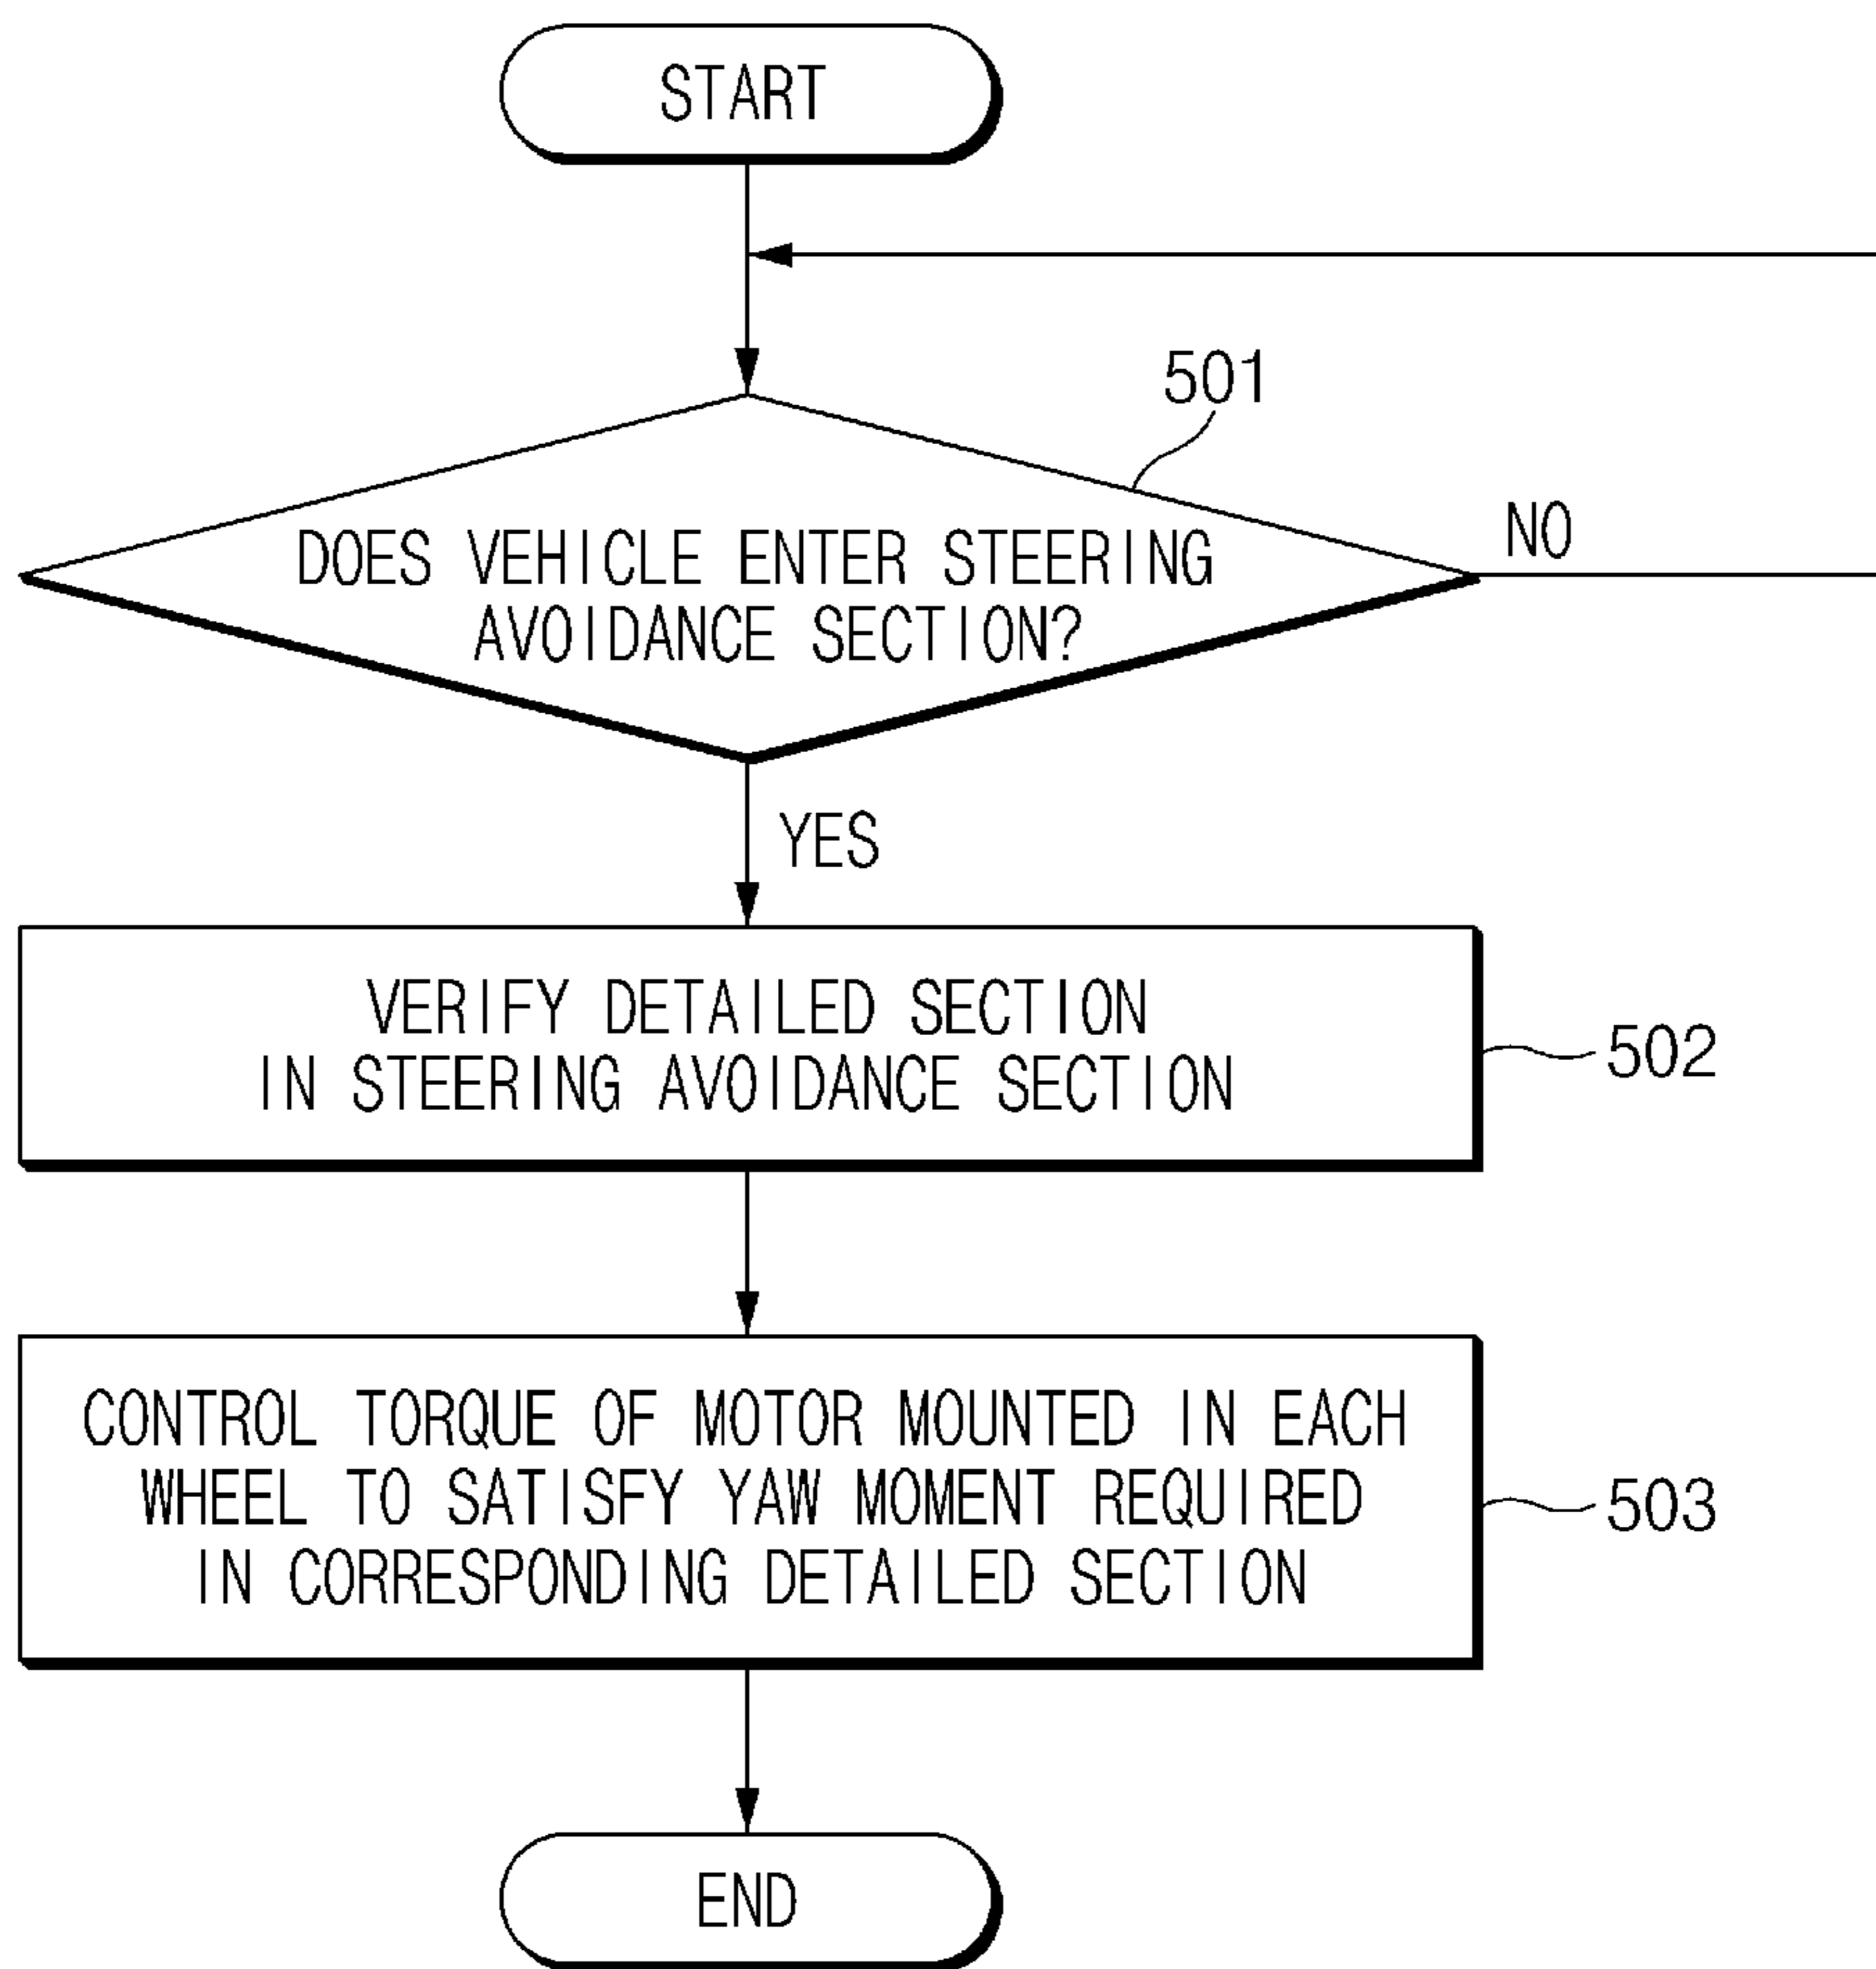 START
501
DOES VEHICLE ENTER STEERING
AVOIDANCE SECTION?
NO
YES
VERIFY DETAILED SECTION
IN STEERING AVOIDANCE SECTION
502
CONTROL TORQUE OF MOTOR MOUNTED IN EACH
WHEEL TO SATISFY YAW MOMENT REQUIRED
IN CORRESPONDING DETAILED SECTION
503
END